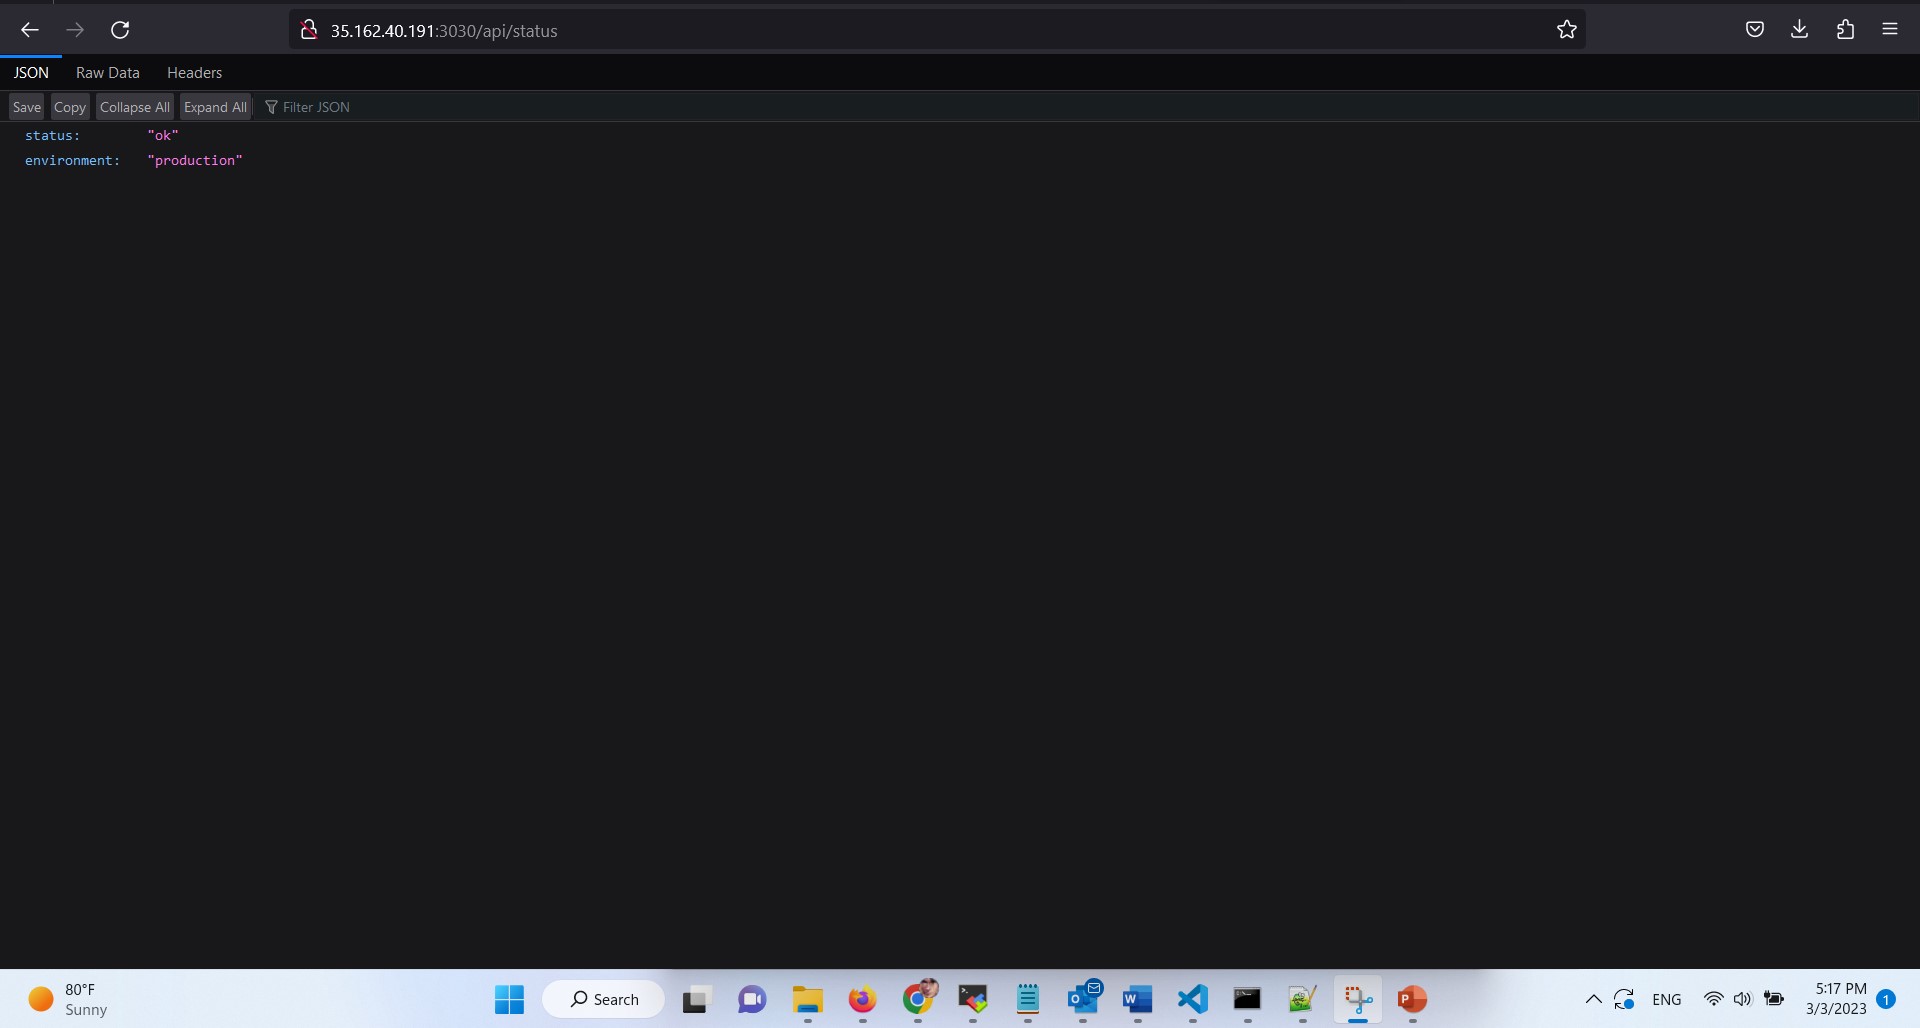 35.162.40.191:3030/api/status
JSON Raw Data Headers
Save Copy Collapse All Expand All Filter JSON
status: "ok"
environment: "production"
80°F
Sunny
Search
ENG
5:17 PM
3/3/2023
1